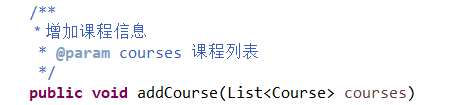 /**
* 增加课程信息
* @param courses 课程列表
*/
public void addCourse(List<Course> courses)